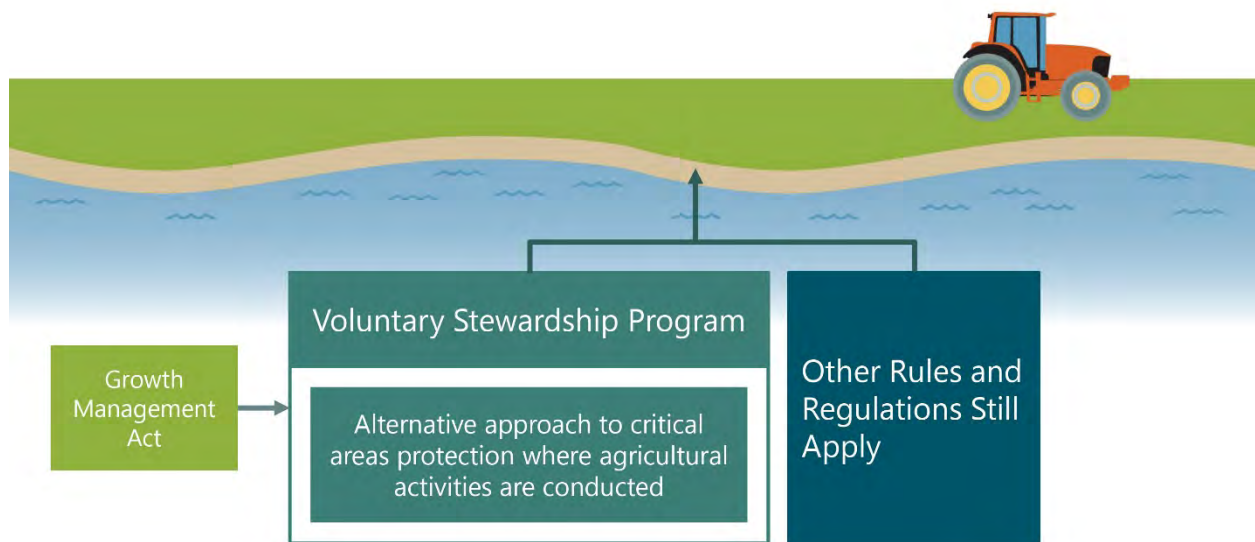 Voluntary Stewardship Program
Growth
Management
Act
Alternative approach to critical
areas protection where agricultural
activities are conducted
Other Rules and
Regulations Still
Apply